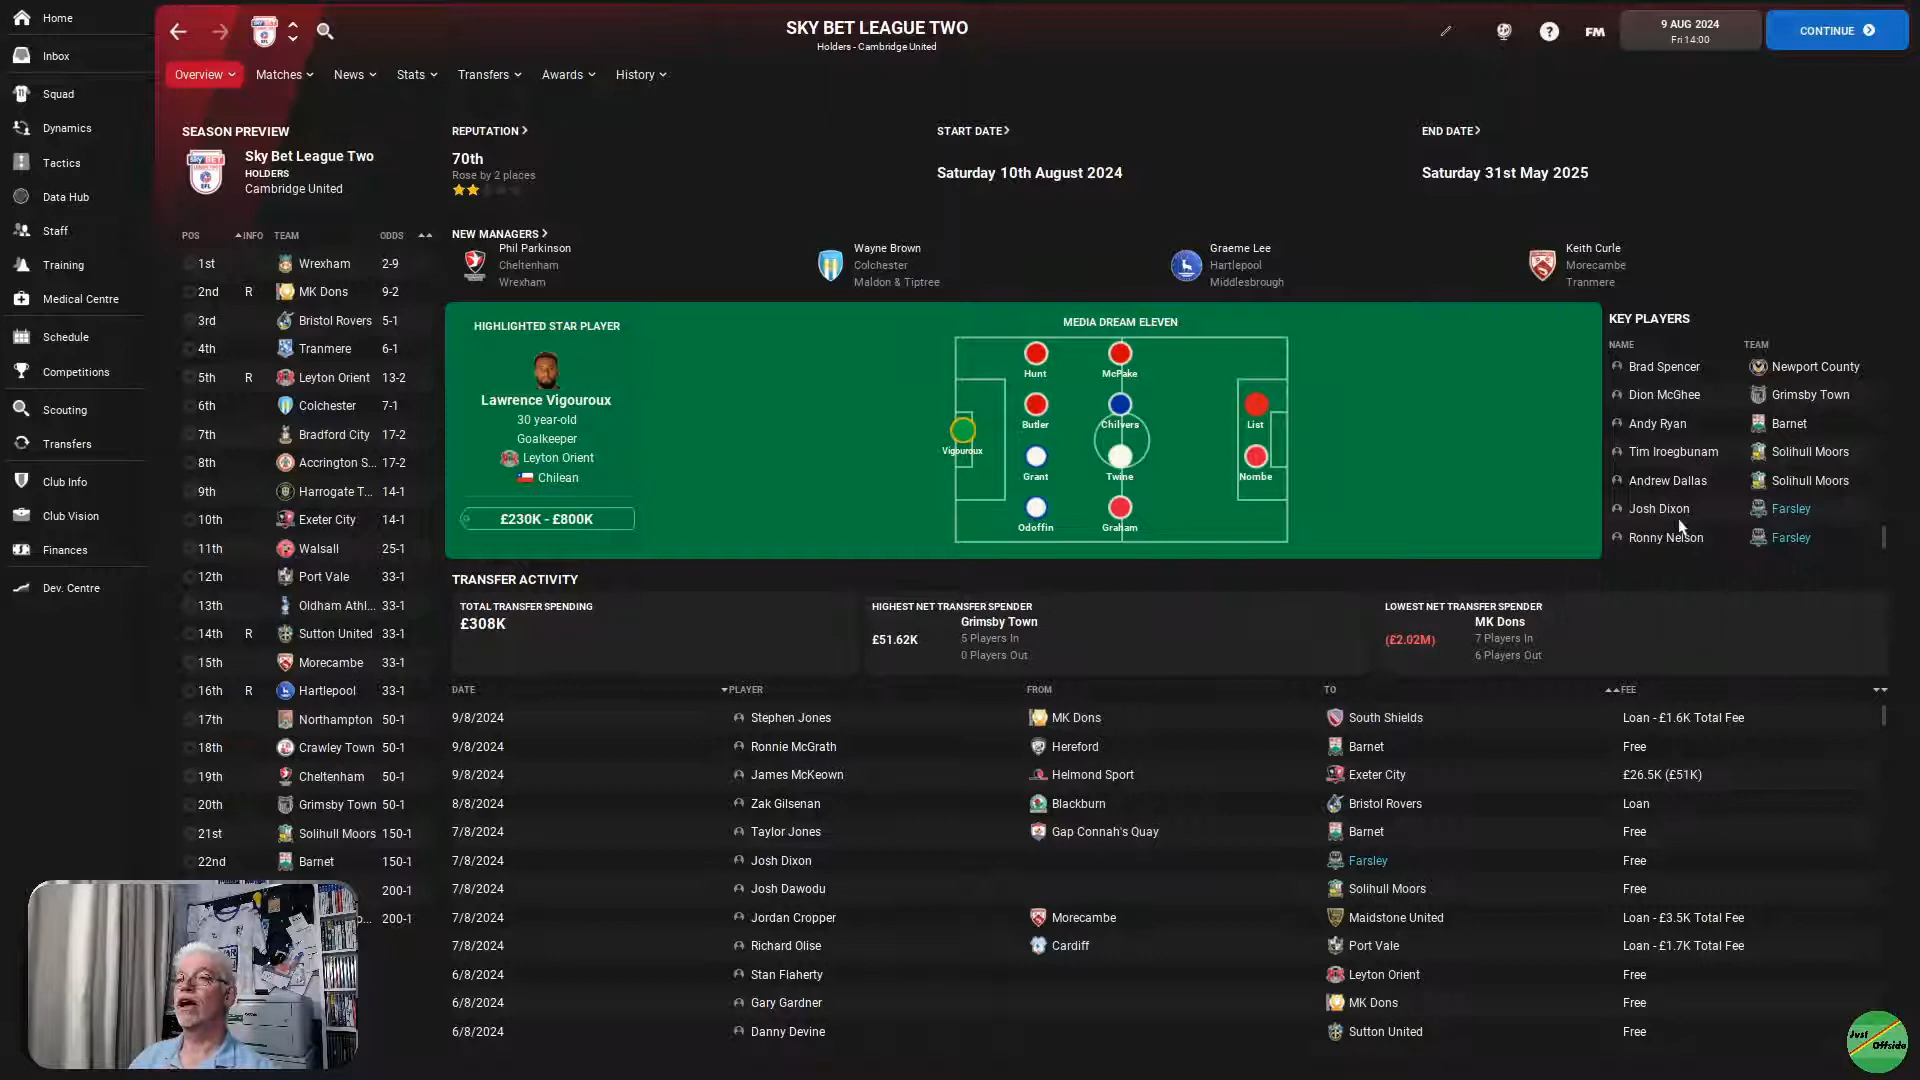 Home
Inbox
Squad
Dynamics
Tactics
Data Hub
Staff
Training
Medical Centre
Schedule
Competitions
Scouting
Transfers
Club Info
Club Vision
Finances
Dev. Centre
SKY BET LEAGUE TWO
Holders - Cambridge United
FM
9 AUG 2024
Fri 14:00
CONTINUE
Overview Matches News Stats Transfers Awards History
SEASON PREVIEW
Sky Bet League Two
HOLDERS
Cambridge United
REPUTATION
70th
Rose by 2 places
START DATE
Saturday 10th August 2024
END DATE
Saturday 31st May 2025
POS INFO TEAM ODDS
1st Wrexham 2-9
2nd R MK Dons 9-2
3rd Bristol Rovers 5-1
4th Tranmere 6-1
5th R Leyton Orient 13-2
6th Colchester 7-1
7th Bradford City 17-2
8th Accrington S... 17-2
9th Harrogate T... 14-1
10th Exeter City 14-1
11th Walsall 25-1
12th Port Vale 33-1
13th Oldham Athl... 33-1
14th R Sutton United 33-1
15th Morecambe 33-1
16th R Hartlepool 33-1
17th Northampton 50-1
18th Crawley Town 50-1
19th Cheltenham 50-1
20th Grimsby Town 50-1
21st Solihull Moors 150-1
22nd Barnet 150-1
200-1
... 200-1
NEW MANAGERS
Phil Parkinson
Cheltenham
Wrexham
Wayne Brown
Colchester
Maldon & Tiptree
Graeme Lee
Hartlepool
Middlesbrough
Keith Curle
Morecambe
Tranmere
HIGHLIGHTED STAR PLAYER
Lawrence Vigouroux
30 year-old
Goalkeeper
Leyton Orient
Chilean
£230K - £800K
MEDIA DREAM ELEVEN
Hunt
McPake
Butler
Chilvers
List
Vigouroux
Grant
Twine
Nombe
Odoffin
Graham
KEY PLAYERS
NAME TEAM
Brad Spencer Newport County
Dion McGhee Grimsby Town
Andy Ryan Barnet
Tim Iroegbunam Solihull Moors
Andrew Dallas Solihull Moors
Josh Dixon Farsley
Ronny Nelson Farsley
TRANSFER ACTIVITY
TOTAL TRANSFER SPENDING
£308K
HIGHEST NET TRANSFER SPENDER
Grimsby Town
£51.62K
5 Players In
0 Players Out
LOWEST NET TRANSFER SPENDER
MK Dons
(£2.02M)
7 Players In
6 Players Out
DATE PLAYER FROM TO FEE
9/8/2024 Stephen Jones MK Dons South Shields Loan - £1.6K Total Fee
9/8/2024 Ronnie McGrath Hereford Barnet Free
9/8/2024 James McKeown Helmond Sport Exeter City £26.5K (£51K)
8/8/2024 Zak Gilsenan Blackburn Bristol Rovers Loan
7/8/2024 Taylor Jones Gap Connah's Quay Barnet Free
7/8/2024 Josh Dixon Farsley Free
7/8/2024 Josh Dawodu Solihull Moors Free
7/8/2024 Jordan Cropper Morecambe Maidstone United Loan - £3.5K Total Fee
7/8/2024 Richard Olise Cardiff Port Vale Loan - £1.7K Total Fee
6/8/2024 Stan Flaherty Leyton Orient Free
6/8/2024 Gary Gardner MK Dons Free
6/8/2024 Danny Devine Sutton United Free
Just
Offside